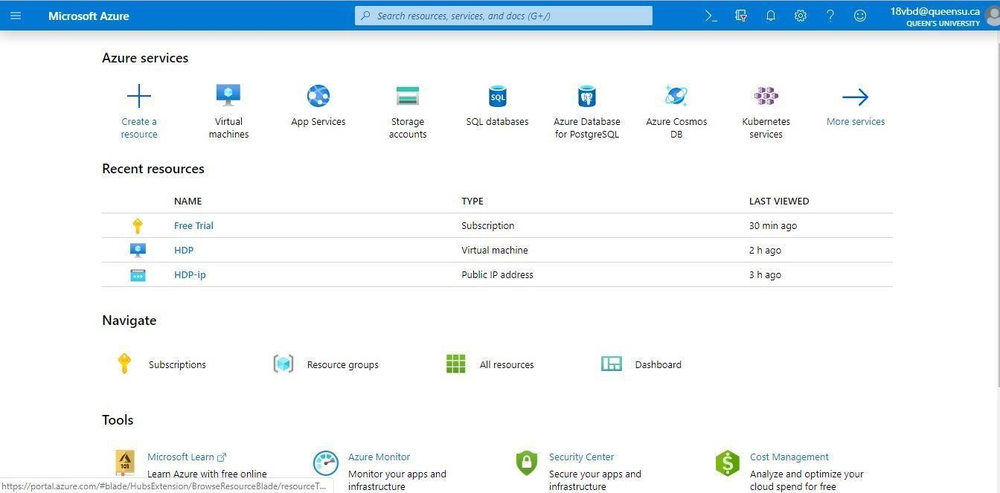 Microsoft Azure
Search resources, services, and docs (G+/)
18vbd@queensu.ca
QUEEN'S UNIVERSITY
Azure services
Create a
resource
Virtual
machines
App Services
Storage
accounts
SQL
SQL databases
Azure Database
for PostgreSQL
Azure Cosmos
DB
Kubernetes
services
More services
Recent resources
NAME TYPE LAST VIEWED
Free Trial Subscription 30 min ago
HDP Virtual machine 2 h ago
HDP-ip Public IP address 3 h ago
Navigate
Subscriptions Resource groups All resources Dashboard
Tools
101
Microsoft Learn
Learn Azure with free online
Azure Monitor
Monitor your apps and
infrastructure
Security Center
Secure your apps and
infrastructure
Cost Management
Analyze and optimize your
cloud spend for free
https://portal.azure.com/#blade/HubsExtension/BrowseResourceBlade/resourceT...